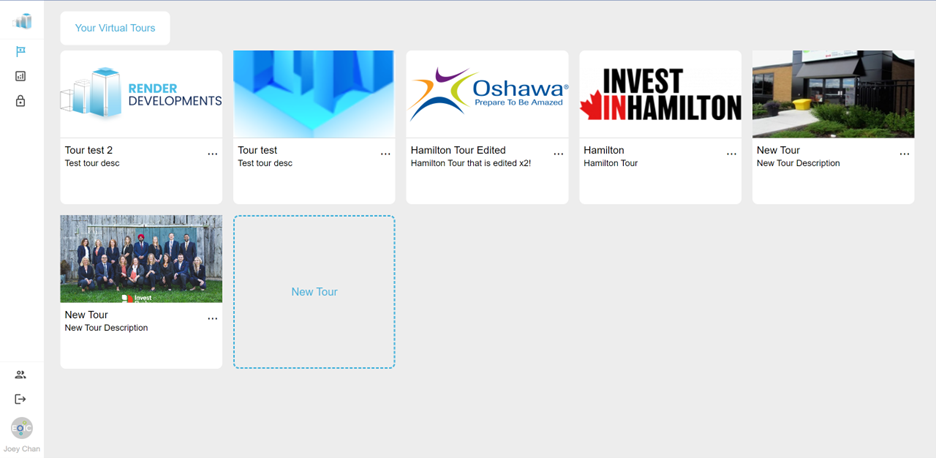 Your Virtual Tours
RENDER
DEVELOPMENTS
Tour test 2
...
Test tour desc
Tour test
...
Test tour desc
Oshawa®
Prepare To Be Amazed
Hamilton Tour Edited
...
Hamilton Tour that is edited x2!
INVEST
INHAMILTON
Hamilton
...
Hamilton Tour
New Tour
...
New Tour Description
Invest
New Tour
...
New Tour Description
New Tour
Joey Chan